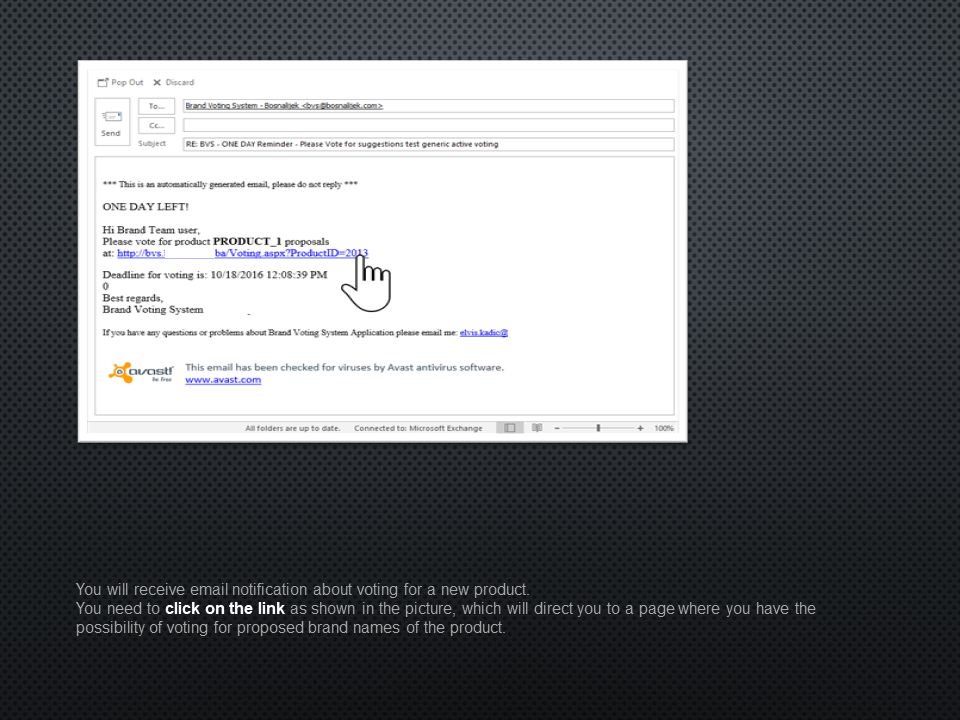 Pop Out Discard
To... Brand Voting System - Bosnalijek <bvs@bosnalijek.com>
Send
Cc...
Subject RE: BVS - ONE DAY Reminder - Please Vote for suggestions test generic active voting
*** This is an automatically generated email, please do not reply ***
ONE DAY LEFT!
Hi Brand Team user,
Please vote for product PRODUCT_1 proposals
at: http://bvs. ba/Voting.aspx?ProductID=2013
Deadline for voting is: 10/18/2016 12:08:39 PM
0
Best regards,
Brand Voting System
If you have any questions or problems about Brand Voting System Application please email me: elvis.kadic@
avast! be free
This email has been checked for viruses by Avast antivirus software.
www.avast.com
All folders are up to date. Connected to: Microsoft Exchange 100%
You will receive email notification about voting for a new product.
You need to click on the link as shown in the picture, which will direct you to a page where you have the
possibility of voting for proposed brand names of the product.